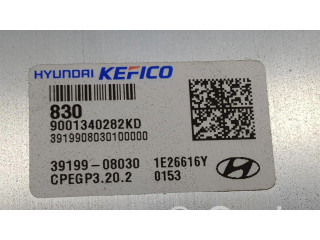 HYUNDAI KEFICO
830
9001340282KD
3919908030100000
39199-08030 1E26616Y
CPEGP3.20.2 0153